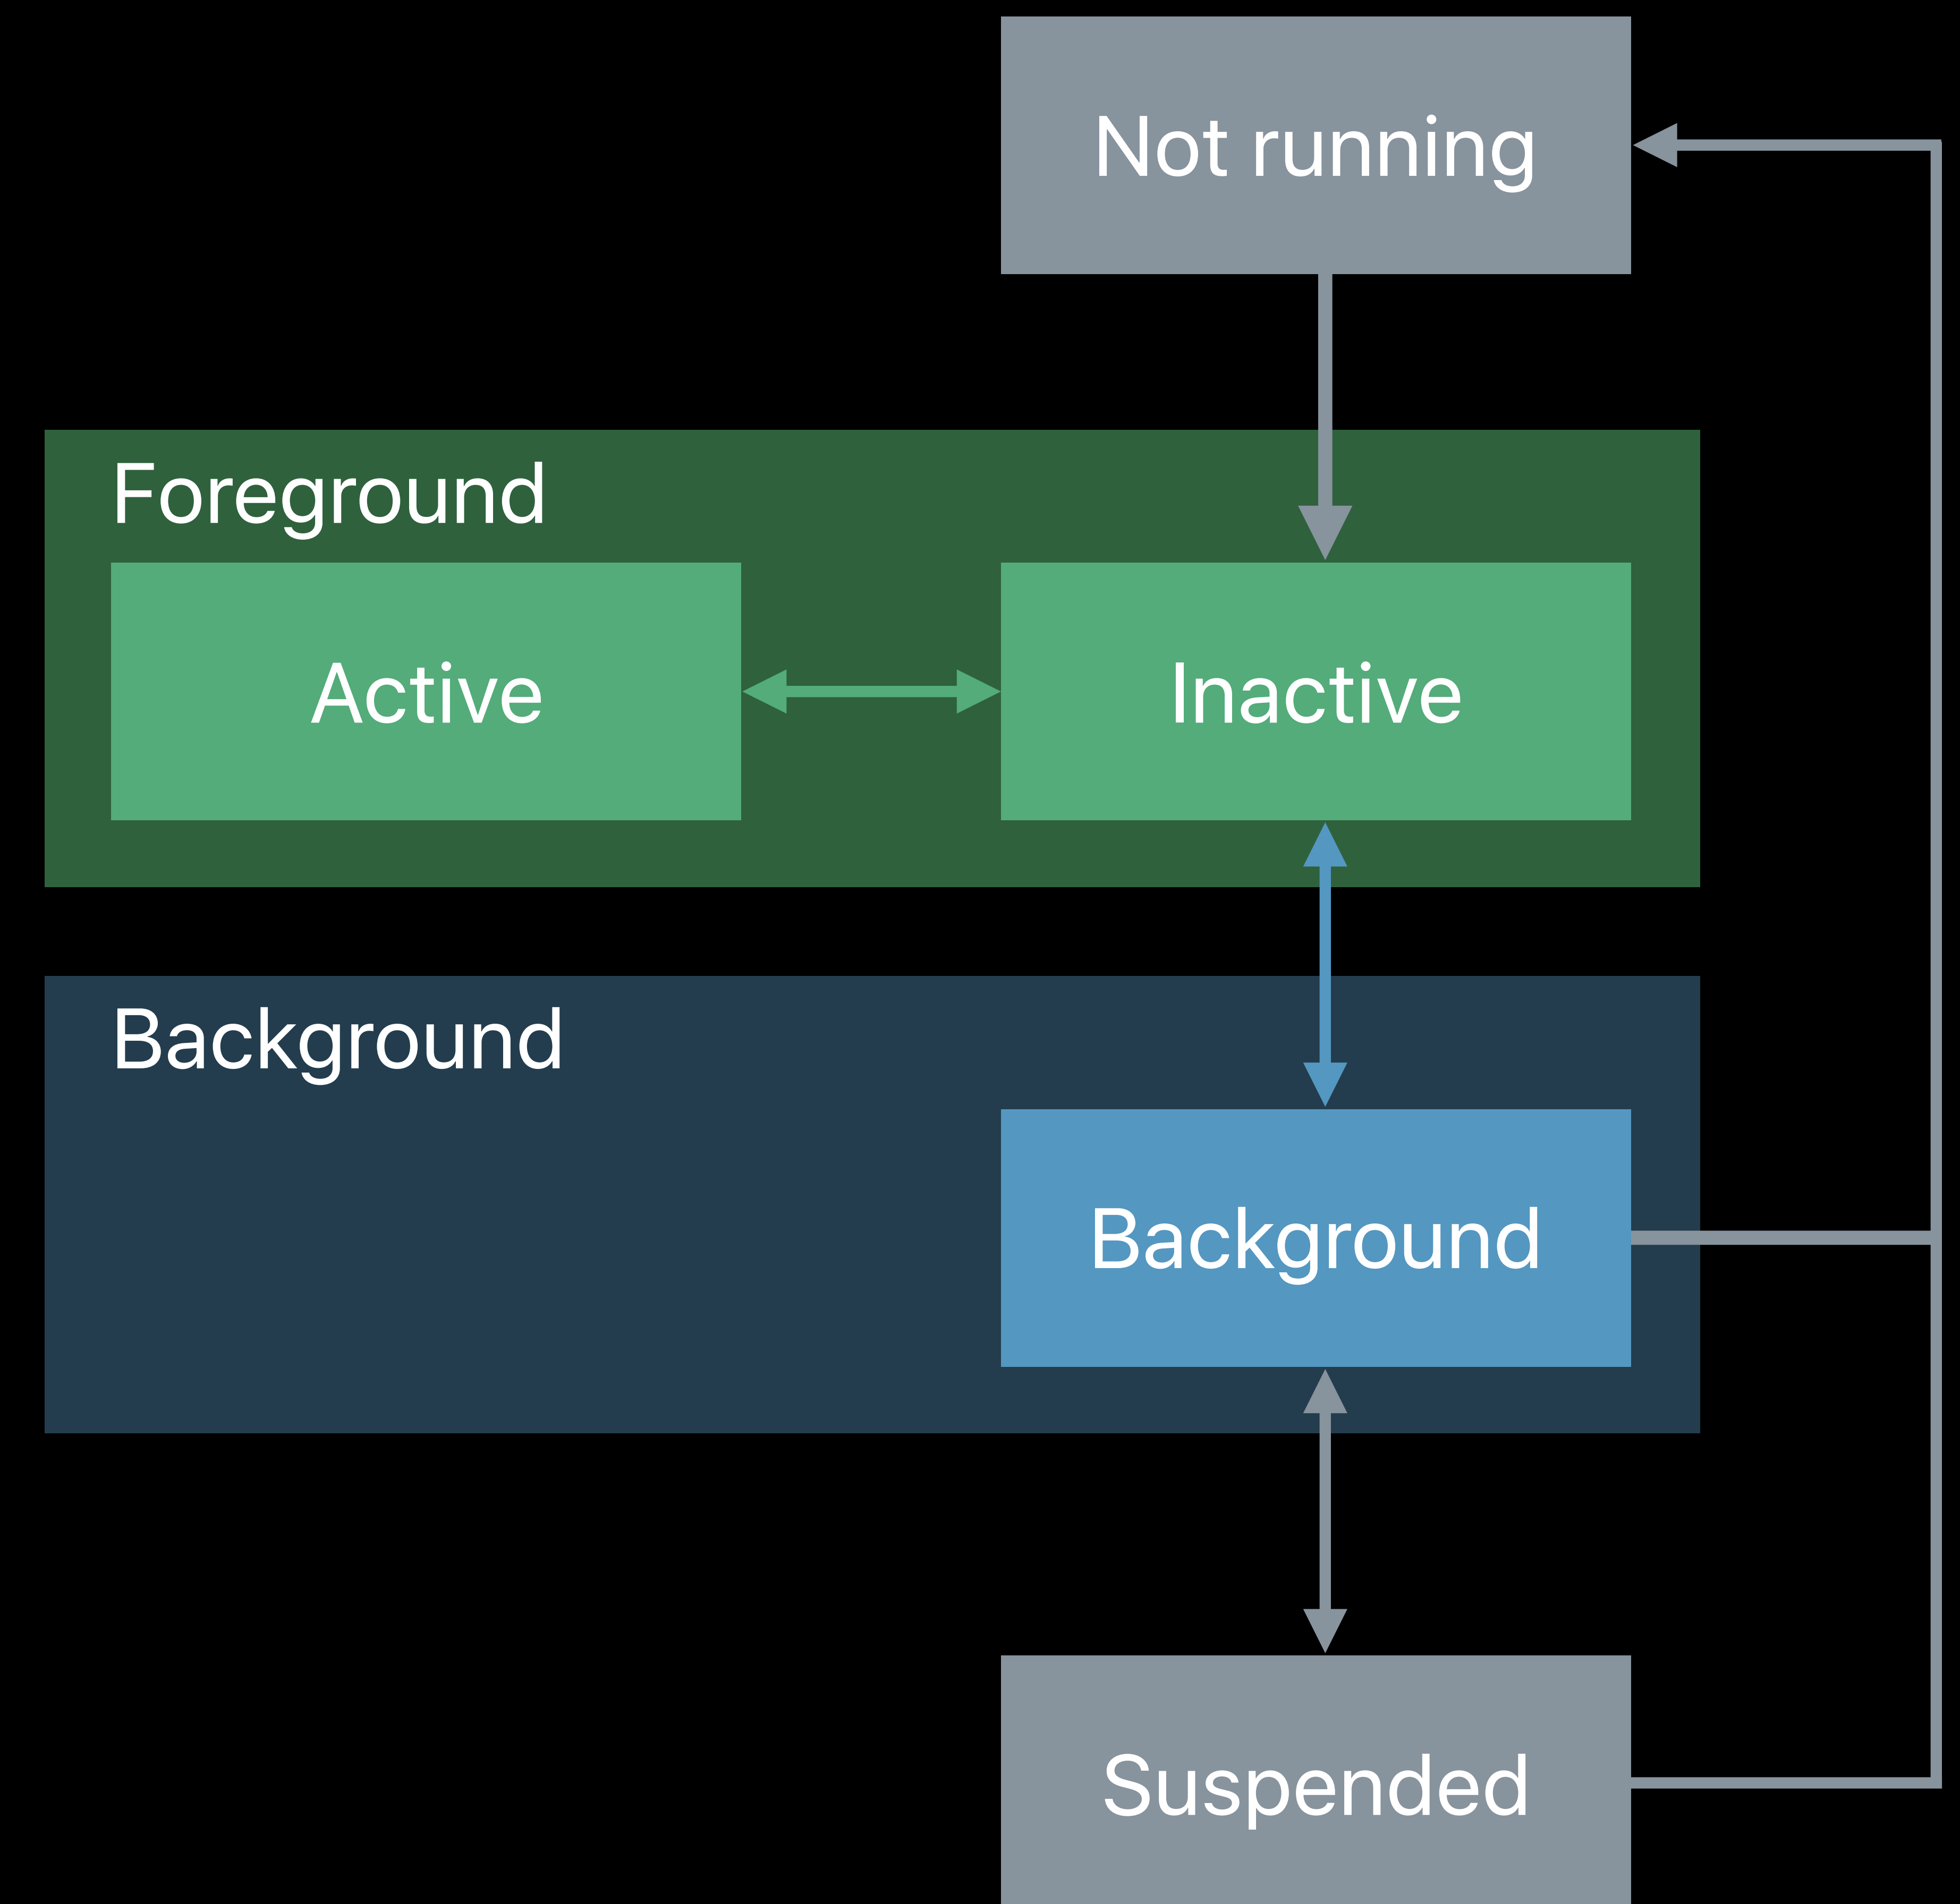 Not running
Foreground
Active
Inactive
Background
Background
Suspended